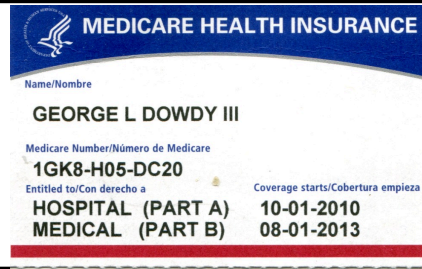 MEDICARE HEALTH INSURANCE
Name/Nombre
GEORGE L DOWDY III
Medicare Number/Número de Medicare
1GK8-H05-DC20
Entitled to/Con derecho a Coverage starts/Cobertura empieza
HOSPITAL (PART A) 10-01-2010
MEDICAL (PART B) 08-01-2013